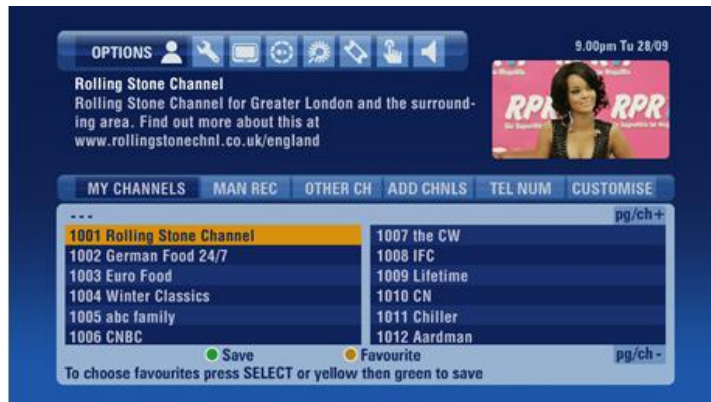 OPTIONS
9.00pm Tu 28/09
Rolling Stone Channel
Rolling Stone Channel for Greater London and the surround-
ing area. Find out more about this at
www.rollingstonechnl.co.uk/england
RPR
RPR
MY CHANNELS MAN REC OTHER CH ADD CHNLS TEL NUM CUSTOMISE
--- pg/ch+
1001 Rolling Stone Channel 1007 the CW
1002 German Food 24/7 1008 IFC
1003 Euro Food 1009 Lifetime
1004 Winter Classics 1010 CN
1005 abc family 1011 Chiller
1006 CNBC 1012 Aardman
Save Favourite pg/ch-
To choose favourites press SELECT or yellow then green to save